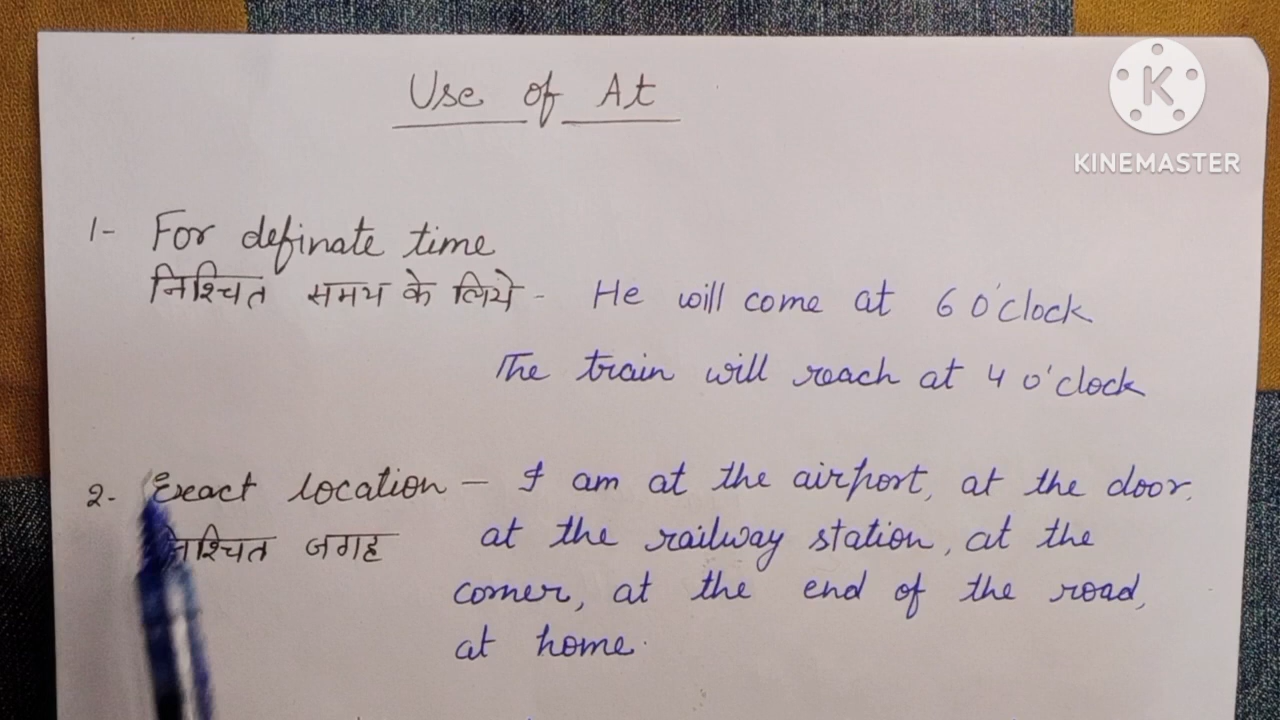 Use of At
KINEMASTER
1- For definate time
निश्चित समय के लिये - He will come at 6 O'clock
The train will reach at 4 o'clock
2- Exact location – I am at the airport, at the door,
निश्चित जगह at the railway station, at the
corner, at the end of the road,
at home.